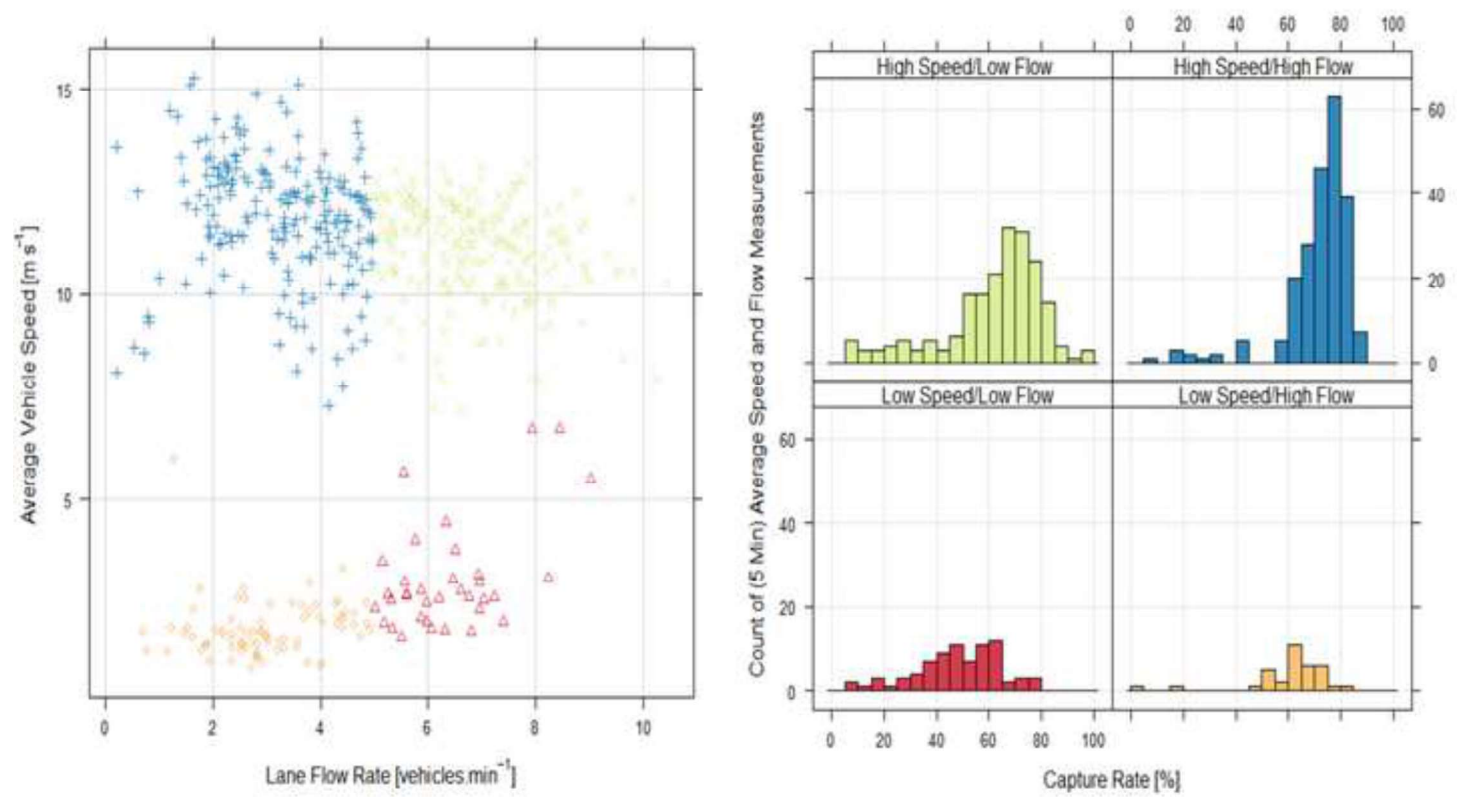 Average Vehicle Speed [m s⁻¹]
15
10
5
0 2 4 6 8 10
Lane Flow Rate [vehicles.min⁻¹]
Count of (5 Min) Average Speed and Flow Measurements
0 20 40 60 80 100
High Speed/Low Flow
High Speed/High Flow
60
40
20
0
Low Speed/Low Flow
Low Speed/High Flow
60
40
20
0
0 20 40 60 80 100
Capture Rate [%]